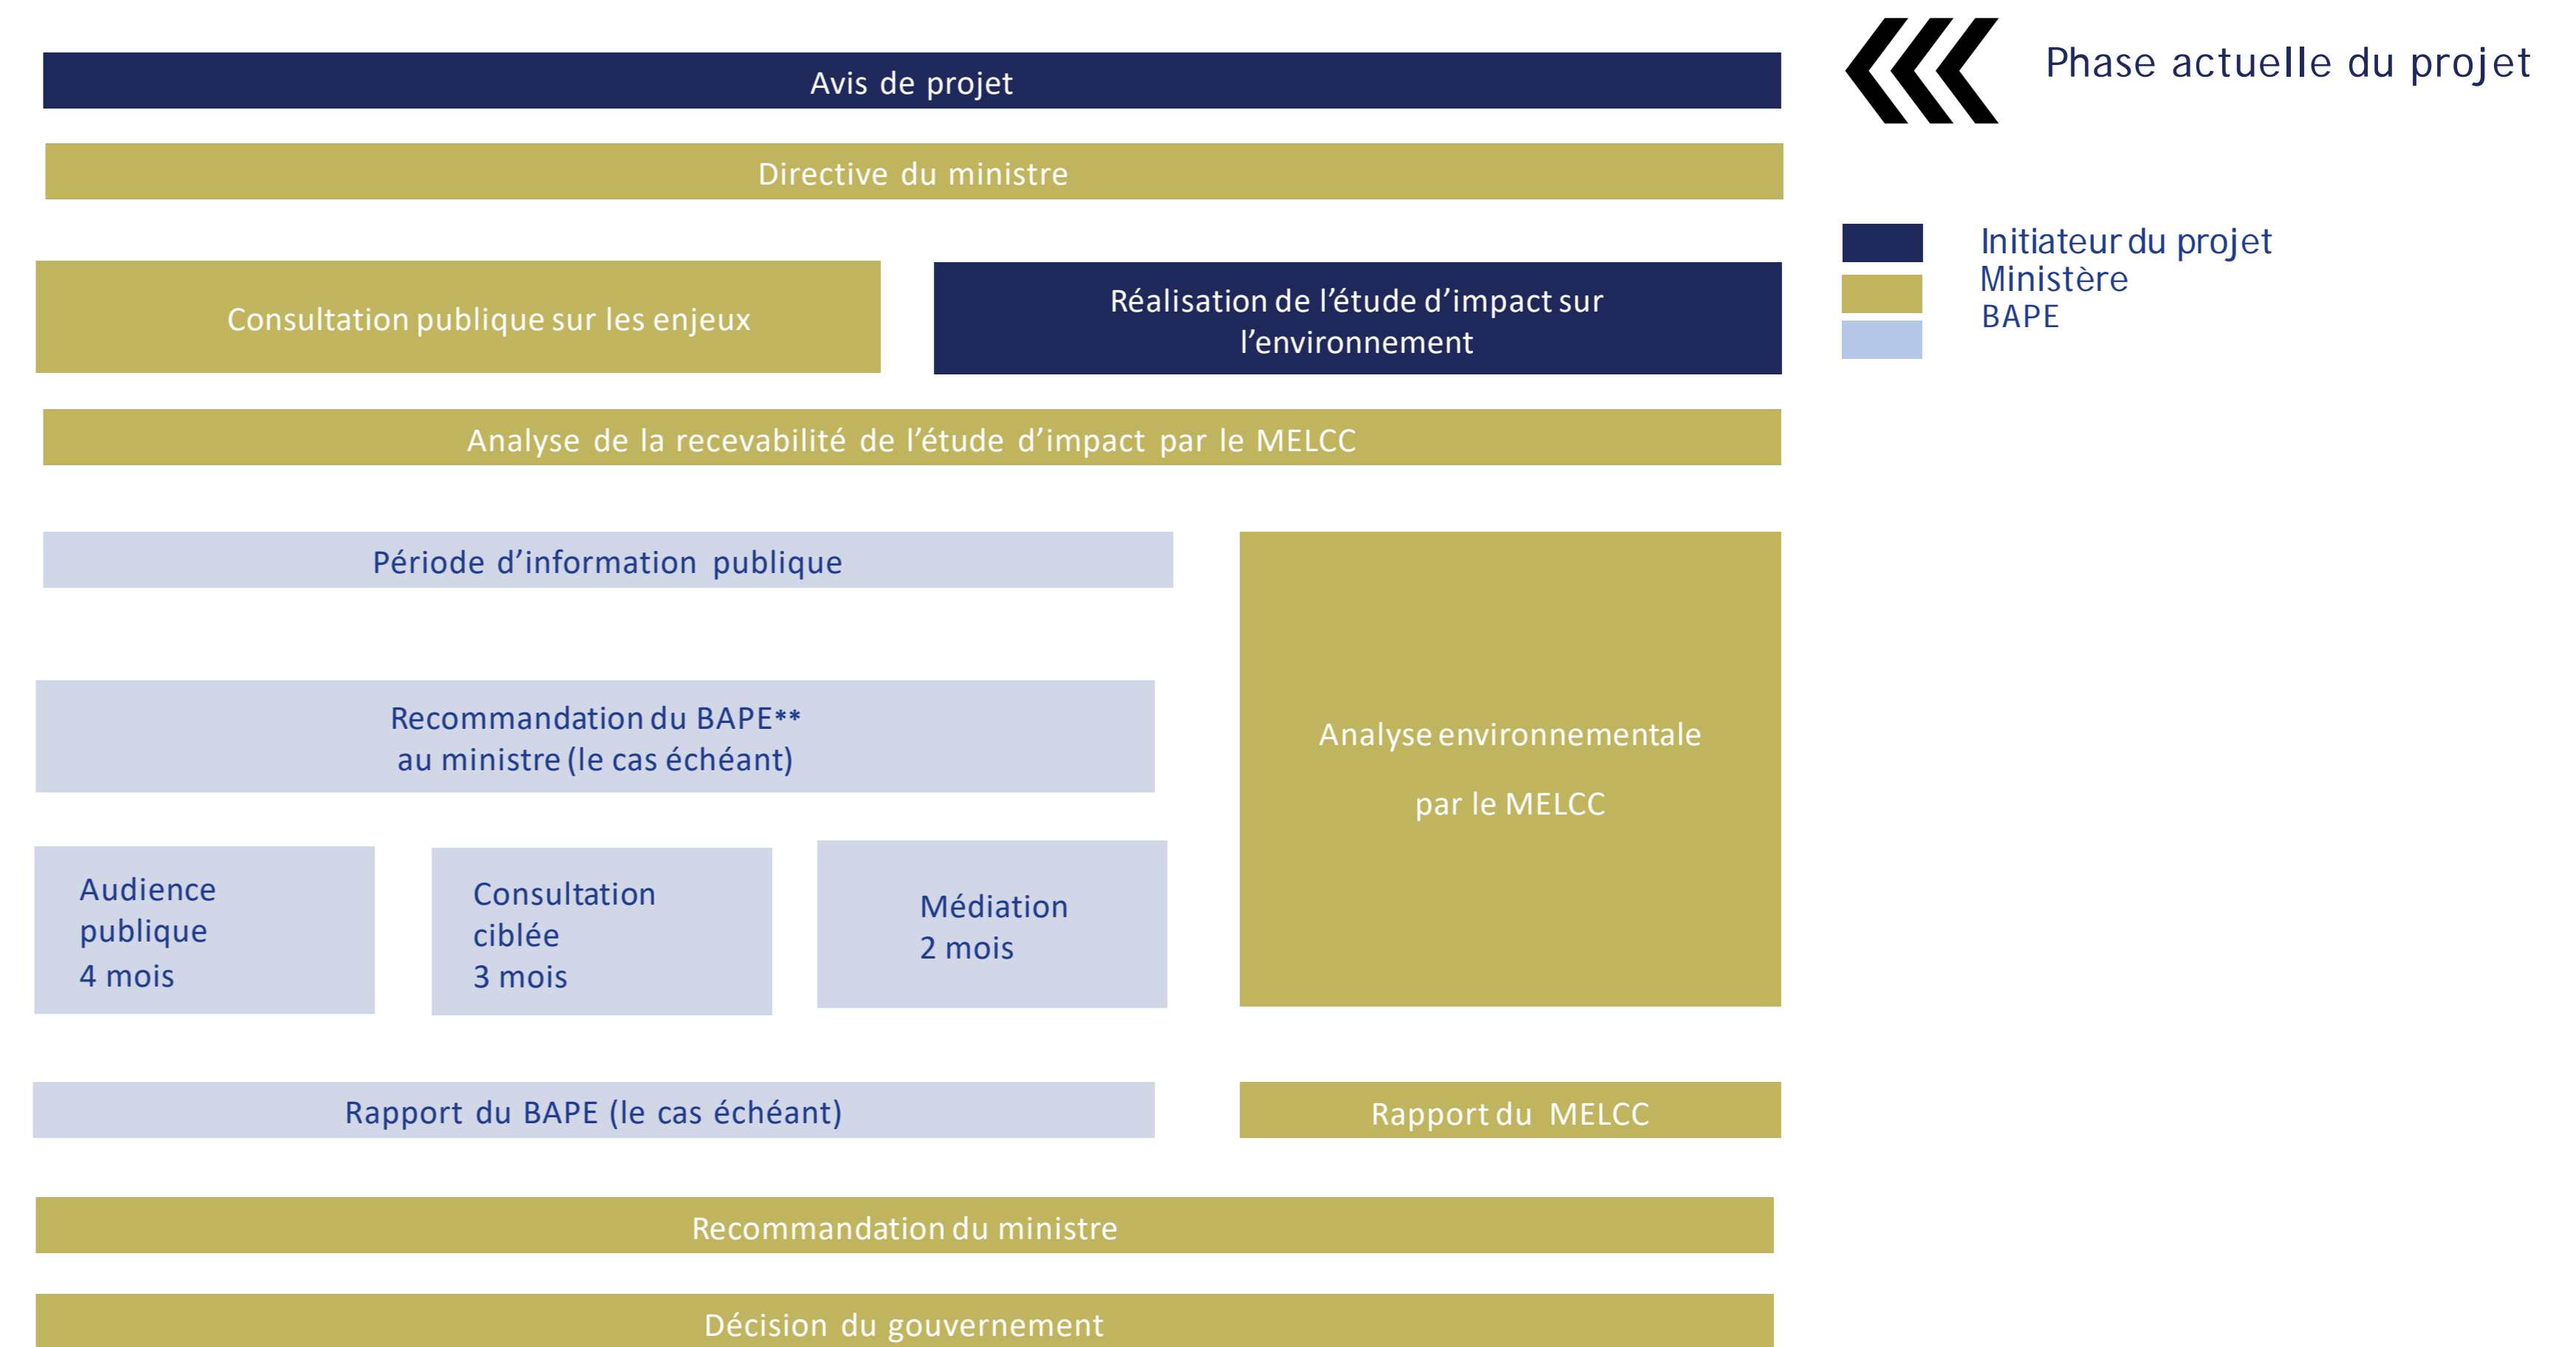 Avis de projet
Phase actuelle du projet
Directive du ministre
Initiateur du projet
Ministère
BAPE
Consultation publique sur les enjeux
Réalisation de l’étude d’impact sur
l’environnement
Analyse de la recevabilité de l’étude d’impact par le MELCC
Période d’information publique
Recommandation du BAPE**
au ministre (le cas échéant)
Analyse environnementale
par le MELCC
Audience
publique
4 mois
Consultation
ciblée
3 mois
Médiation
2 mois
Rapport du BAPE (le cas échéant)
Rapport du MELCC
Recommandation du ministre
Décision du gouvernement